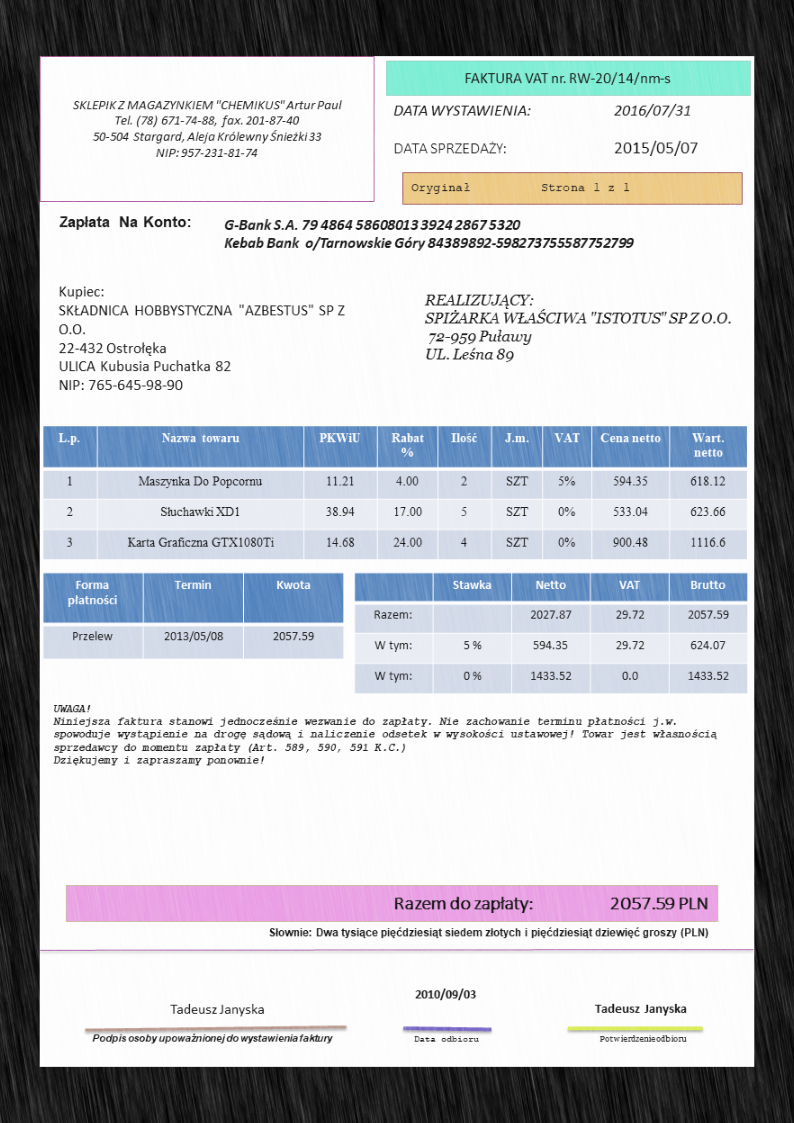 SKLEPIK Z MAGAZYNKIEM "CHEMIKUS" Artur Paul
Tel. (78) 671-74-88, fax. 201-87-40
50-504 Stargard, Aleja Królewny Śnieżki 33
NIP: 957-231-81-74
FAKTURA VAT nr. RW-20/14/nm-s
DATA WYSTAWIENIA: 2016/07/31
DATA SPRZEDAŻY: 2015/05/07
Oryginał Strona 1 z 1
Zapłata Na Konto:
G-Bank S.A. 79 4864 58608013 3924 2867 5320
Kebab Bank o/Tarnowskie Góry 84389892-598273755587752799
Kupiec:
SKŁADNICA HOBBYSTYCZNA "AZBESTUS" SP Z
O.O.
22-432 Ostrołęka
ULICA Kubusia Puchatka 82
NIP: 765-645-98-90
REALIZUJĄCY:
SPIŻARKA WŁAŚCIWA "ISTOTUS" SP Z O.O.
72-959 Puławy
UL. Leśna 89
L.p. Nazwa towaru PKWiU Rabat % Ilość J.m. VAT Cena netto Wart. netto
1 Maszynka Do Popcornu 11.21 4.00 2 SZT 5% 594.35 618.12
2 Słuchawki XD1 38.94 17.00 5 SZT 0% 533.04 623.66
3 Karta Graficzna GTX1080Ti 14.68 24.00 4 SZT 0% 900.48 1116.6
Forma płatności Termin Kwota
Przelew 2013/05/08 2057.59
Stawka Netto VAT Brutto
Razem: 2027.87 29.72 2057.59
W tym: 5 % 594.35 29.72 624.07
W tym: 0 % 1433.52 0.0 1433.52
UWAGA!
Niniejsza faktura stanowi jednocześnie wezwanie do zapłaty. Nie zachowanie terminu płatności j.w.
spowoduje wystąpienie na drogę sądową i naliczenie odsetek w wysokości ustawowej! Towar jest własnością
sprzedawcy do momentu zapłaty (Art. 589, 590, 591 K.C.)
Dziękujemy i zapraszamy ponownie!
Razem do zapłaty: 2057.59 PLN
Słownie: Dwa tysiące pięćdziesiąt siedem złotych i pięćdziesiąt dziewięć groszy (PLN)
Tadeusz Janyska
Podpis osoby upoważnionej do wystawienia faktury
2010/09/03
Data odbioru
Tadeusz Janyska
Potwierdzenie odbioru